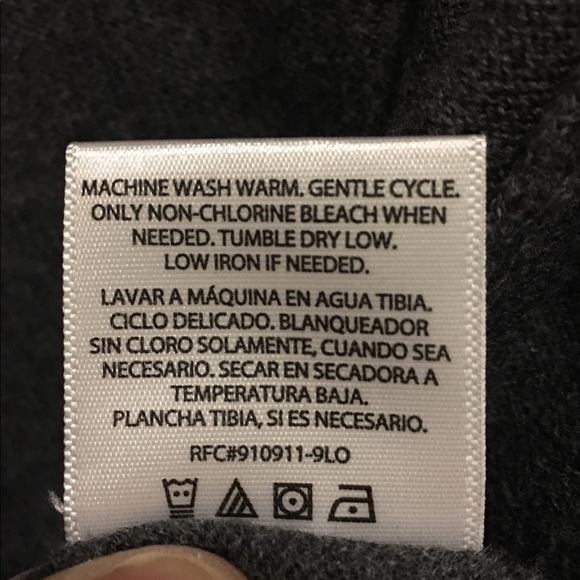 MACHINE WASH WARM. GENTLE CYCLE.
ONLY NON-CHLORINE BLEACH WHEN
NEEDED. TUMBLE DRY LOW.
LOW IRON IF NEEDED.
LAVAR A MÁQUINA EN AGUA TIBIA.
CICLO DELICADO. BLANQUEADOR
SIN CLORO SOLAMENTE, CUANDO SEA
NECESARIO. SECAR EN SECADORA A
TEMPERATURA BAJA.
PLANCHA TIBIA, SI ES NECESARIO.
RFC#910911-9LO